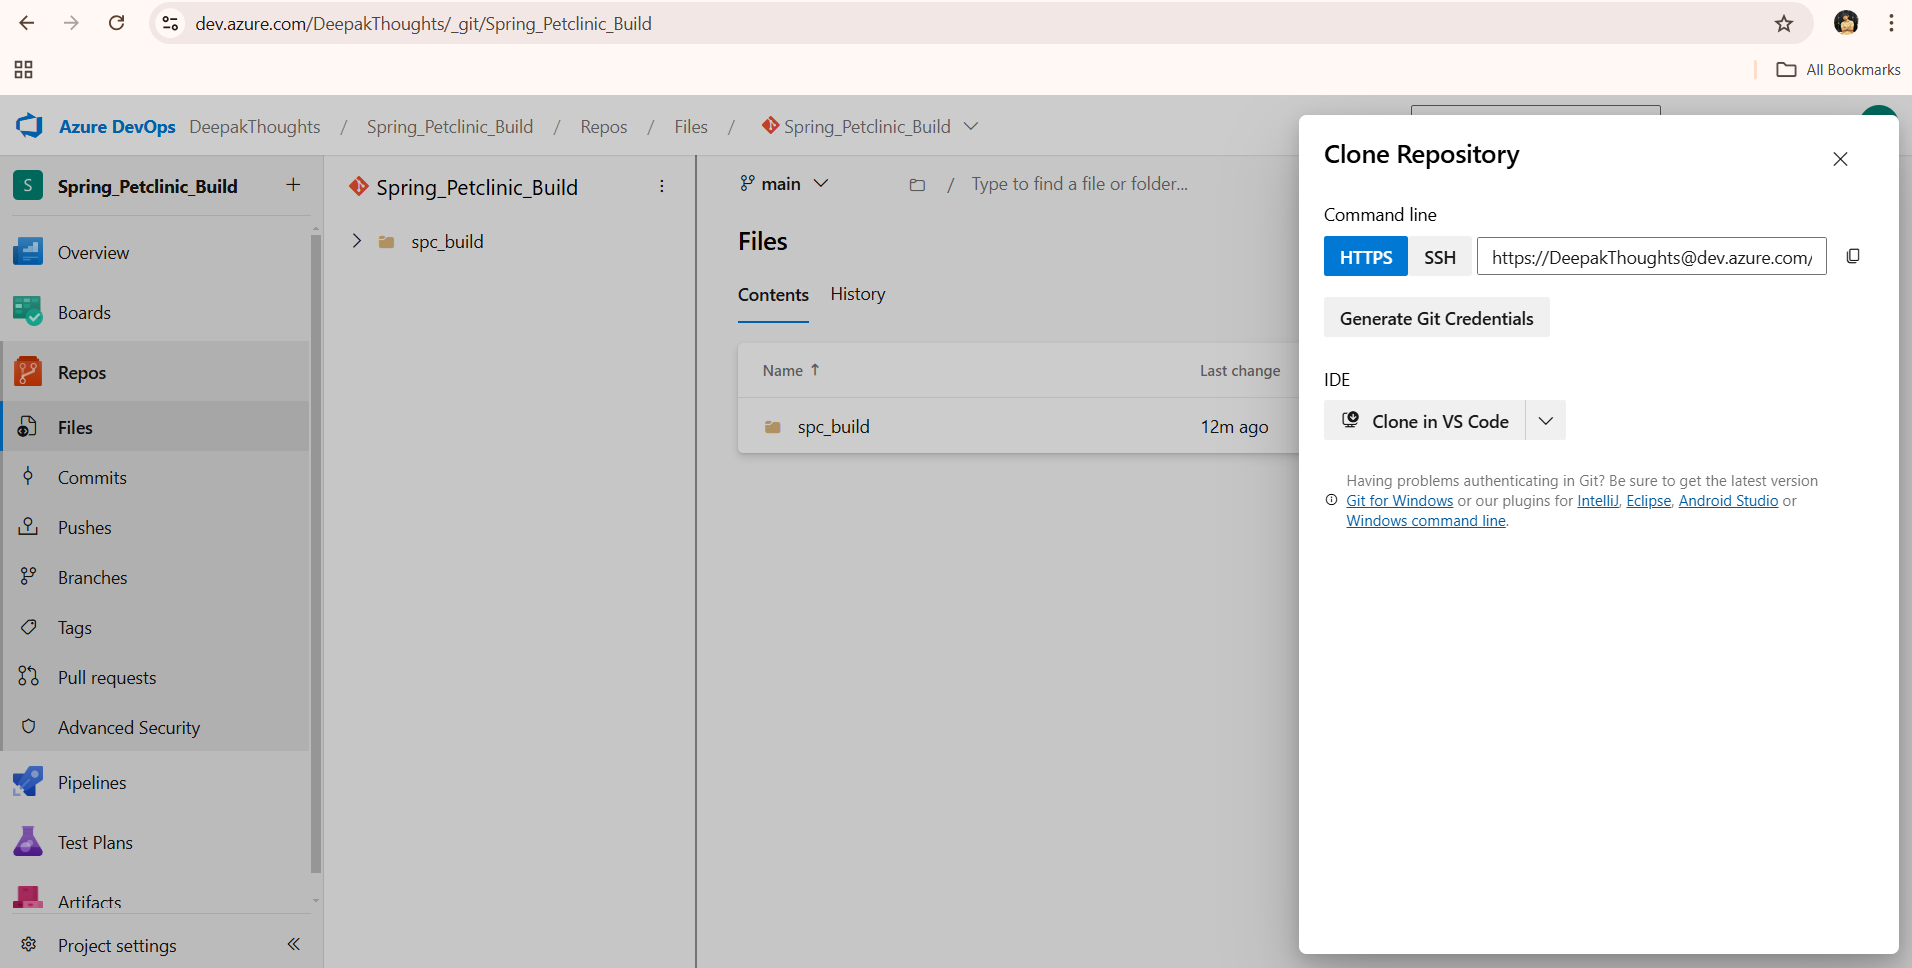 dev.azure.com/DeepakThoughts/_git/Spring_Petclinic_Build
All Bookmarks
Azure DevOps DeepakThoughts / Spring_Petclinic_Build / Repos / Files / Spring_Petclinic_Build
S Spring_Petclinic_Build
Overview
Boards
Repos
Files
Commits
Pushes
Branches
Tags
Pull requests
Advanced Security
Pipelines
Test Plans
Artifacts
Project settings
Spring_Petclinic_Build
spc_build
main / Type to find a file or folder...
Files
Contents History
Name Last change
spc_build 12m ago
Clone Repository
Command line
HTTPS SSH https://DeepakThoughts@dev.azure.com/
Generate Git Credentials
IDE
Clone in VS Code
Having problems authenticating in Git? Be sure to get the latest version
Git for Windows or our plugins for IntelliJ, Eclipse, Android Studio or
Windows command line.